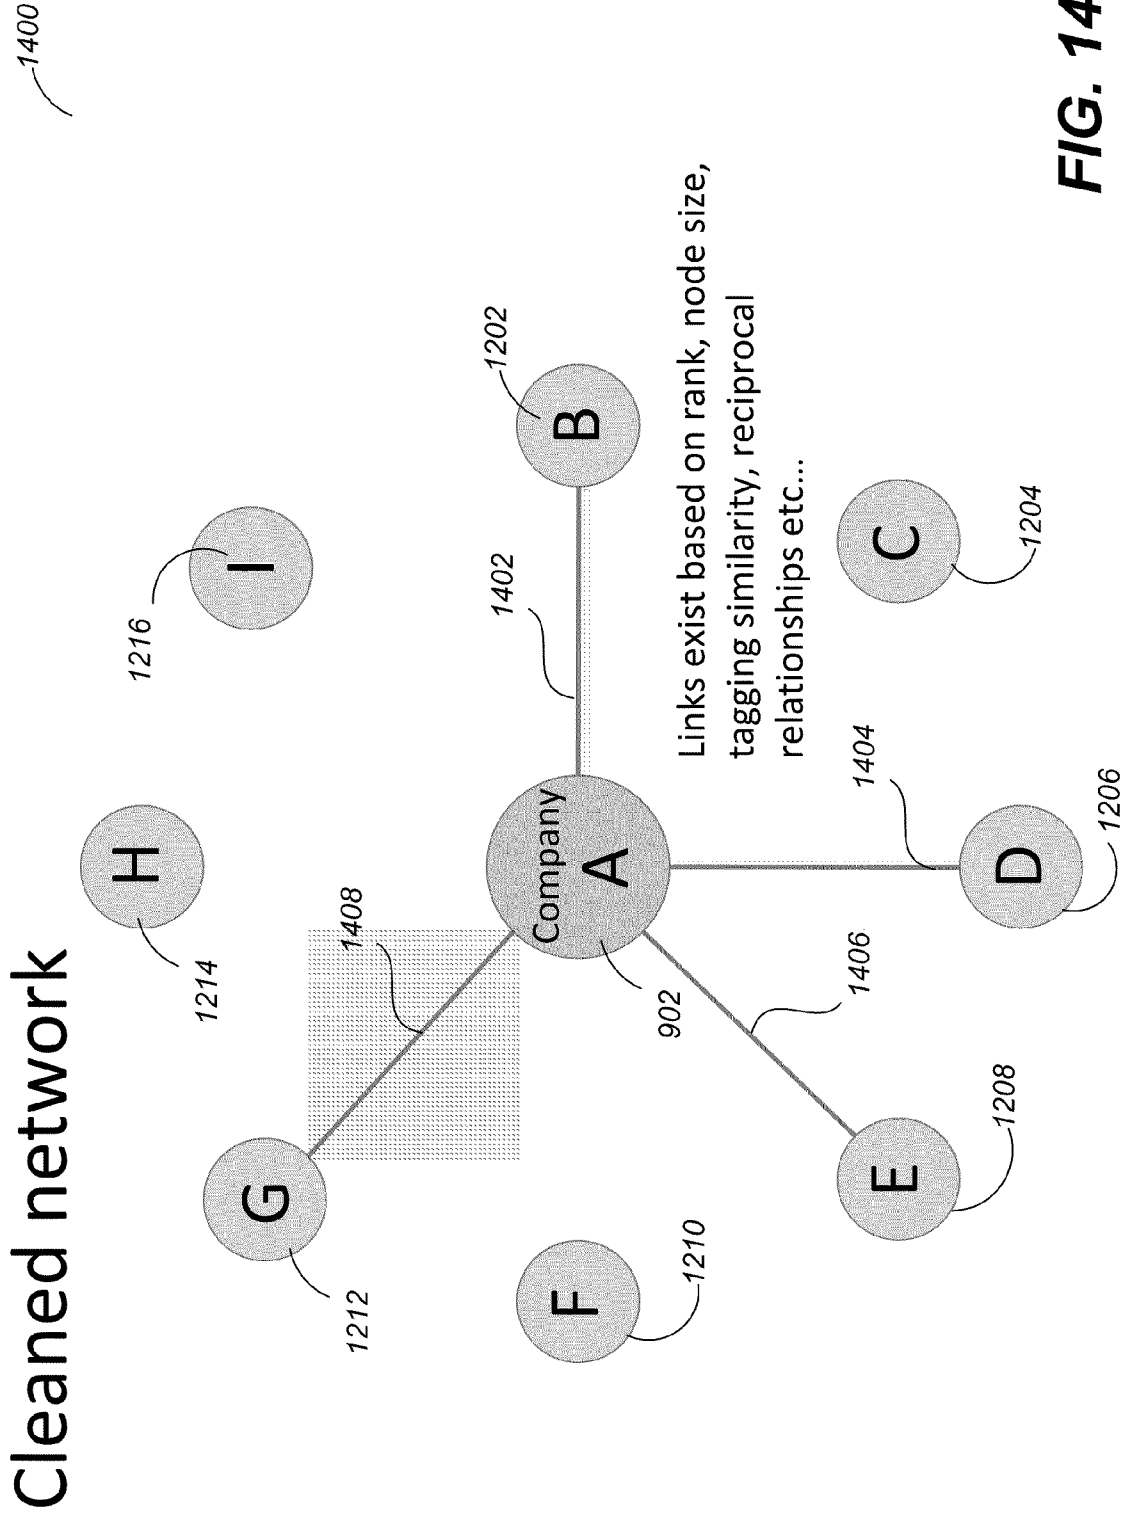 Cleaned network
1400
H
1214
I
1216
G
1212
1408
1402
B
1202
Company
A
902
F
1210
Links exist based on rank, node size,
tagging similarity, reciprocal
relationships etc...
1406
1404
E
1208
D
1206
C
1204
FIG. 14